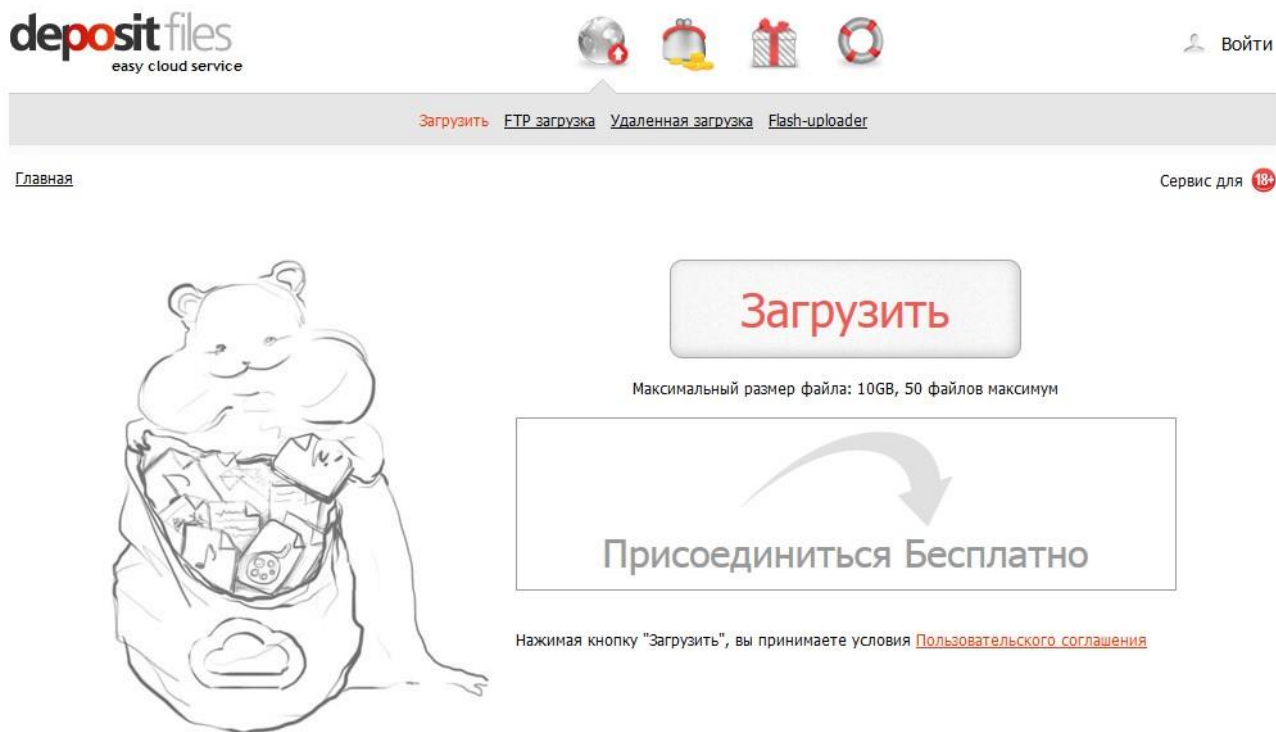 deposit files
easy cloud service
Войти
Загрузить FTP загрузка Удаленная загрузка Flash-uploader
Главная
Сервис для 18+
Загрузить
Максимальный размер файла: 10GB, 50 файлов максимум
Присоединиться Бесплатно
Нажимая кнопку "Загрузить", вы принимаете условия Пользовательского соглашения